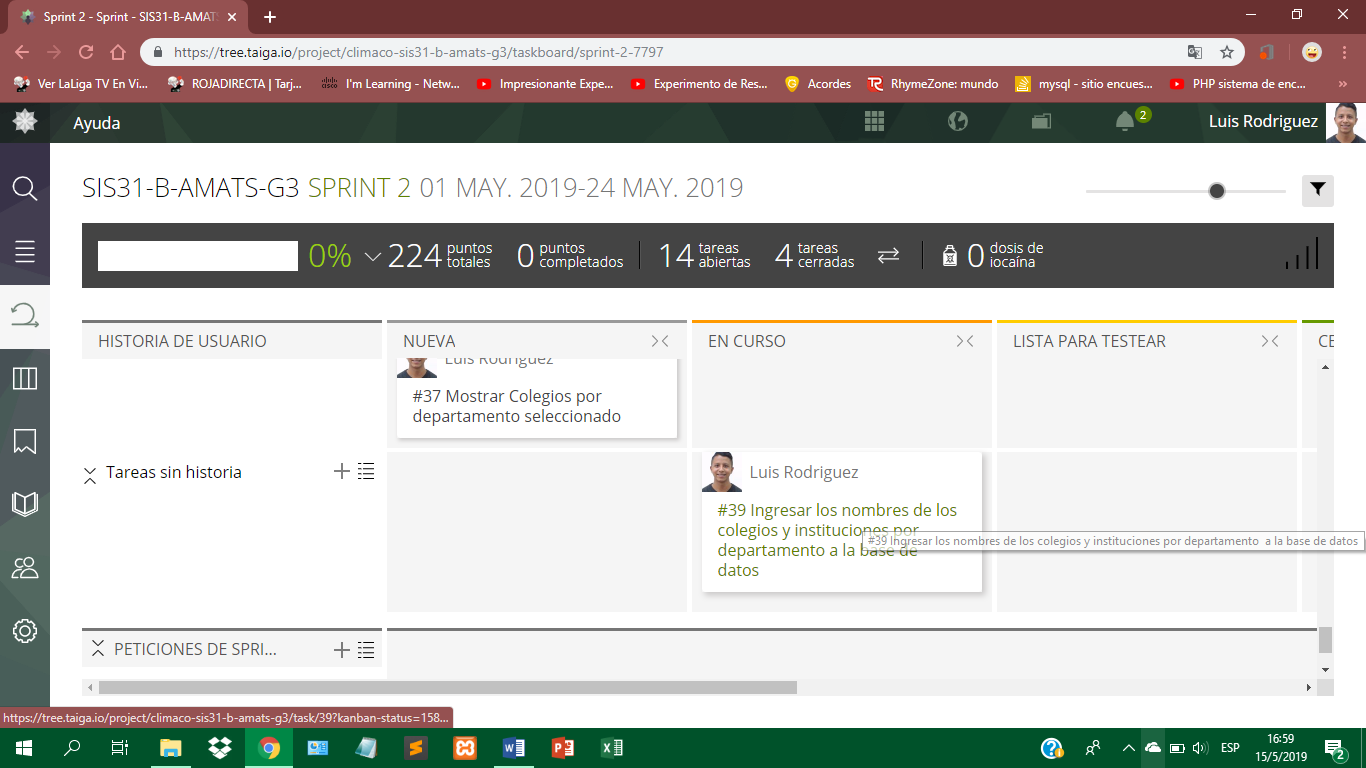 Sprint 2 - Sprint - SIS31-B-AMAT
https://tree.taiga.io/project/climaco-sis31-b-amats-g3/taskboard/sprint-2-7797
Ver LaLiga TV En Vi... ROJADIRECTA | Tarj... I'm Learning - Netw... Impresionante Expe... Experimento de Res... Acordes RhymeZone: mundo mysql - sitio encues... PHP sistema de enc... »
Ayuda 2 Luis Rodriguez
SIS31-B-AMATS-G3 SPRINT 2 01 MAY. 2019-24 MAY. 2019
0% 224 puntos totales 0 puntos completados 14 tareas abiertas 4 tareas cerradas 0 dosis de iocaína
HISTORIA DE USUARIO NUEVA EN CURSO LISTA PARA TESTEAR CE
Luis Rodriguez
#37 Mostrar Colegios por
departamento seleccionado
Tareas sin historia
Luis Rodriguez
#39 Ingresar los nombres de los
colegios y instituciones por
departamento a la base de
datos
#39 Ingresar los nombres de los colegios y instituciones por departamento a la base de datos
PETICIONES DE SPRI...
https://tree.taiga.io/project/climaco-sis31-b-amats-g3/task/39?kanban-status=158...
ESP
16:59
15/5/2019
2